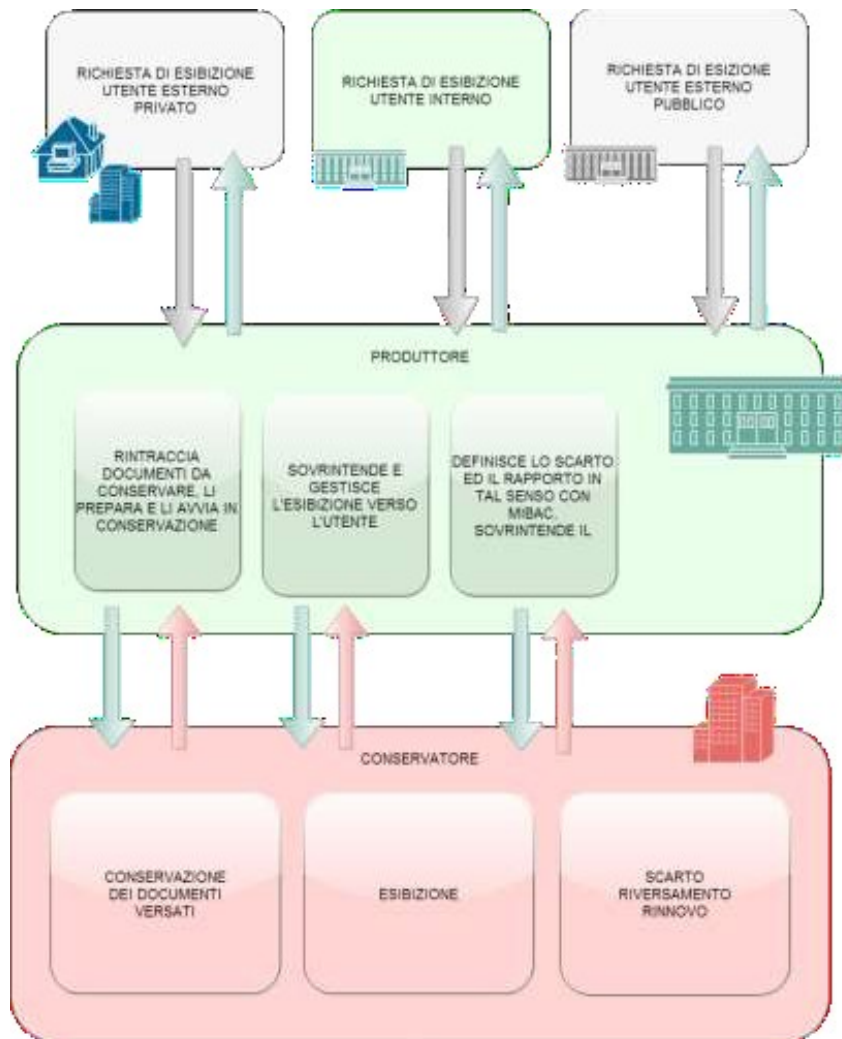 RICHIESTA DI ESIBIZIONE
UTENTE ESTERNO
PRIVATO
RICHIESTA DI ESIBIZIONE
UTENTE INTERNO
RICHIESTA DI ESIZIONE
UTENTE ESTERNO
PUBBLICO
PRODUTTORE
RINTRACCIA
DOCUMENTI DA
CONSERVARE, LI
PREPARA E LI AVVIA IN
CONSERVAZIONE
SOVRINTENDE E
GESTISCE
L'ESIBIZIONE VERSO
L'UTENTE
DEFINISCE LO SCARTO
ED IL RAPPORTO IN
TAL SENSO CON
MIBAC.
SOVRINTENDE IL
CONSERVATORE
CONSERVAZIONE
DEI DOCUMENTI
VERSATI
ESIBIZIONE
SCARTO
RIVERSAMENTO
RINNOVO